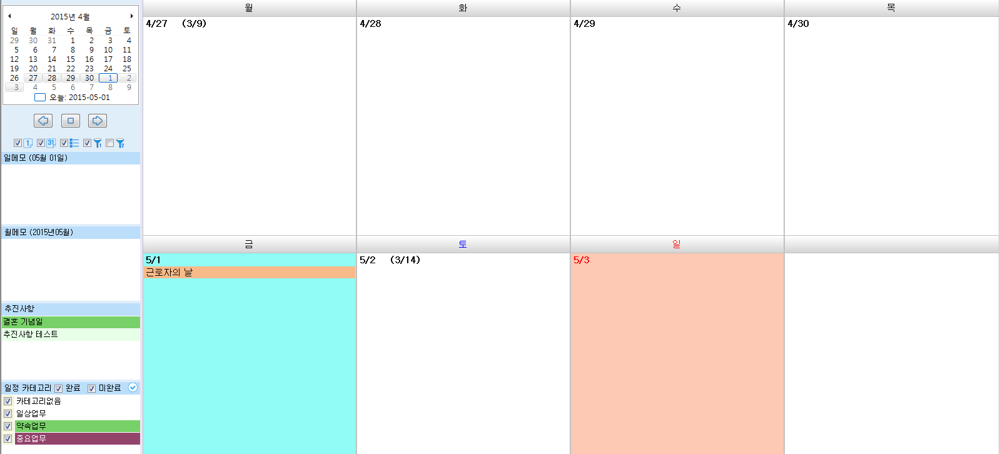 2015년 4월
일 월 화 수 목 금 토
29 30 31 1 2 3 4
5 6 7 8 9 10 11
12 13 14 15 16 17 18
19 20 21 22 23 24 25
26 27 28 29 30 1 2
3 4 5 6 7 8 9
오늘: 2015-05-01
1 31 1 2
일메모 (05월 01일)
월메모 (2015년05월)
추진사항
결혼 기념일
추진사항 테스트
일정 카테고리 완료 미완료
카테고리없음
일상업무
약속업무
중요업무
월 화 수 목
4/27 (3/9) 4/28 4/29 4/30
금 토 일
5/1 5/2 (3/14) 5/3
근로자의 날